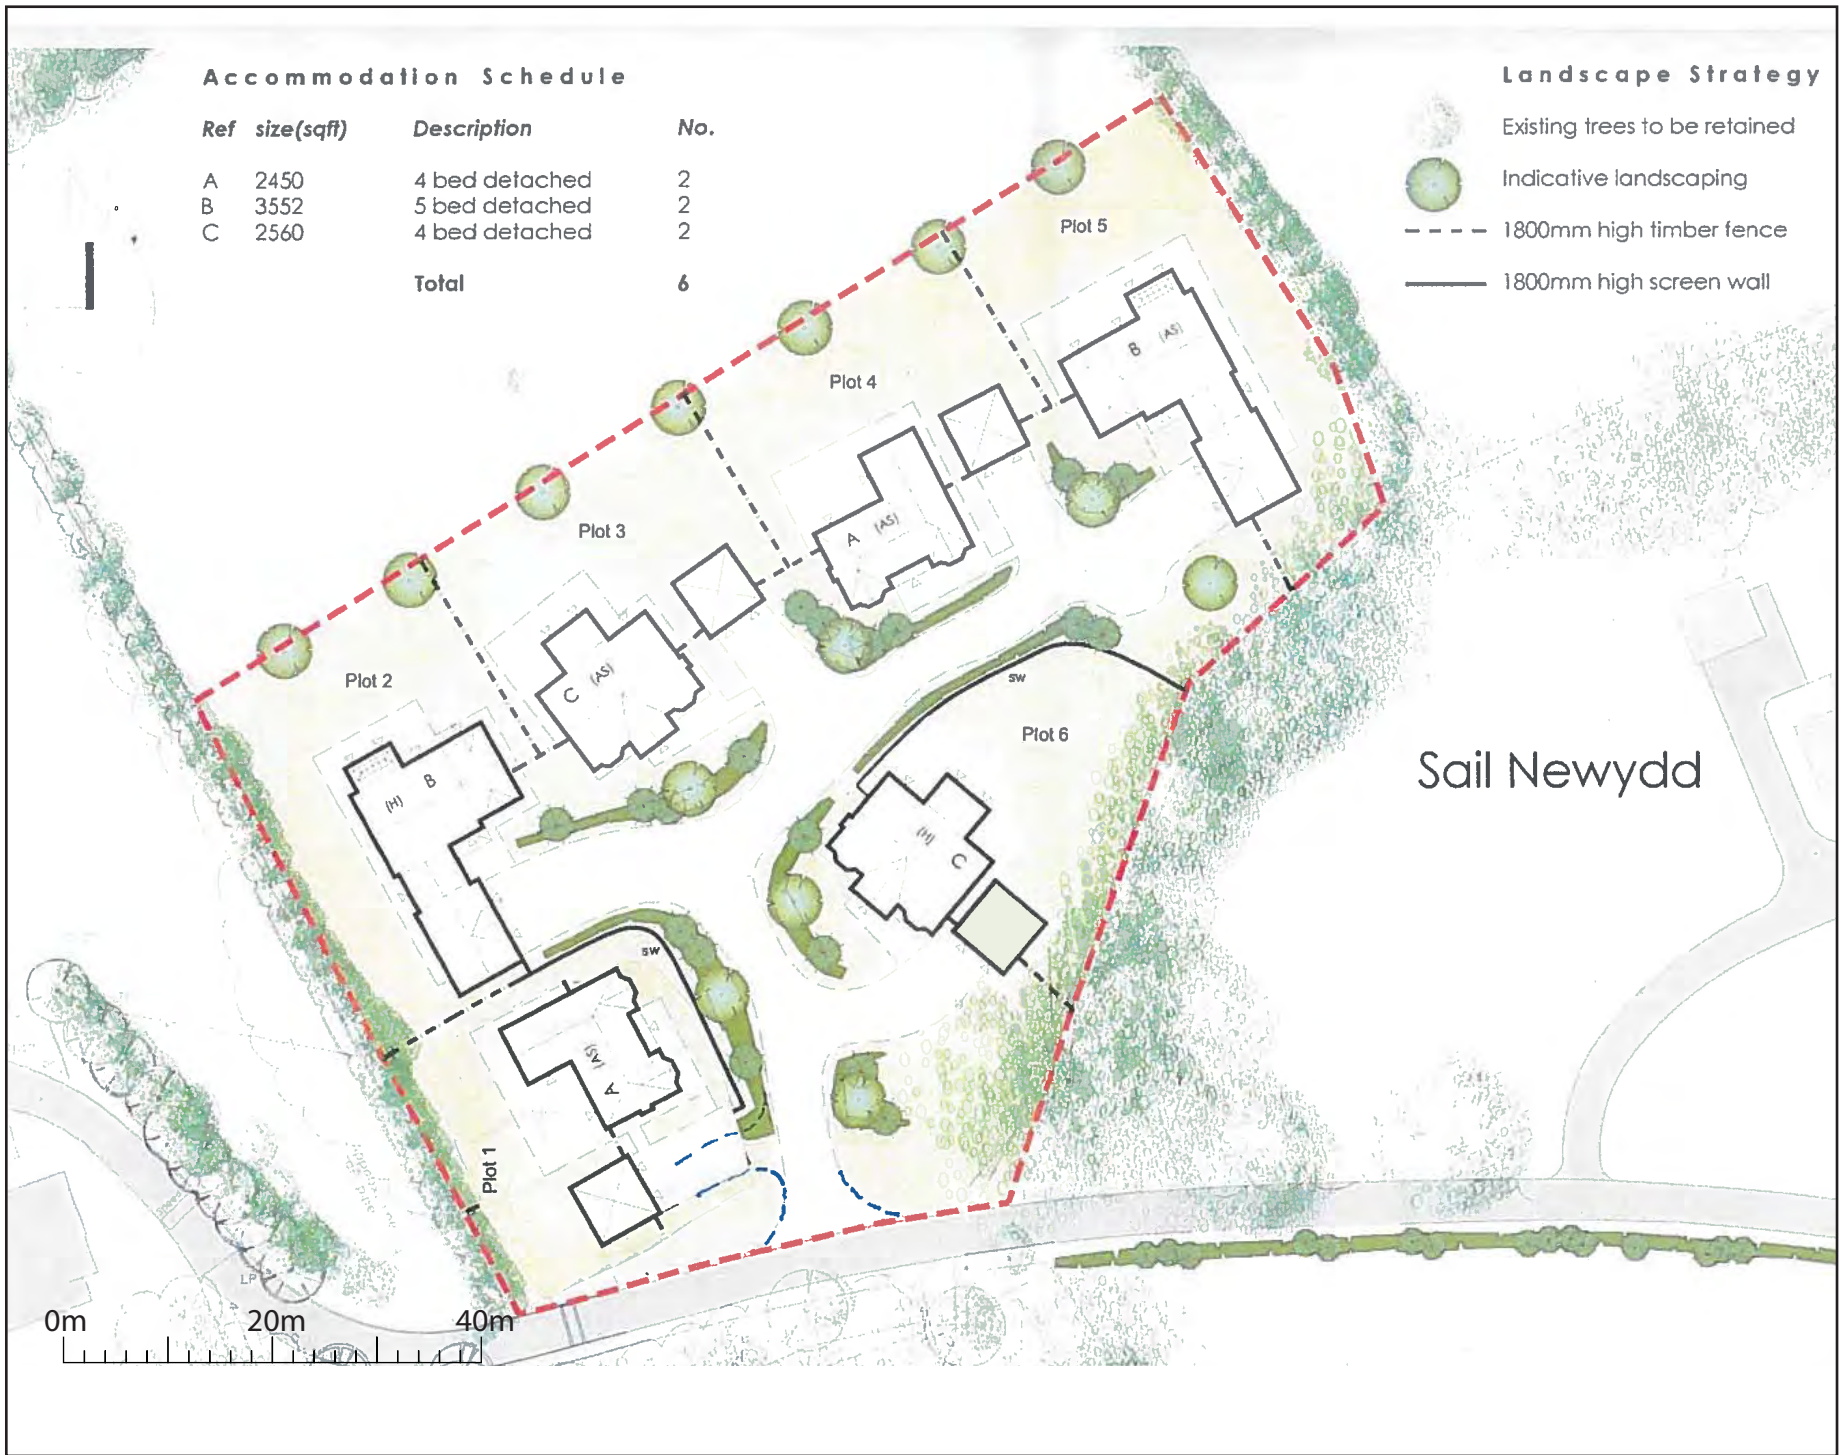 Accommodation Schedule
Ref size(sqft) Description No.
A 2450 4 bed detached 2
B 3552 5 bed detached 2
C 2560 4 bed detached 2
Total 6
Landscape Strategy
Existing trees to be retained
Indicative landscaping
1800mm high timber fence
1800mm high screen wall
Plot 5
B (AS)
Plot 4
A (AS)
Plot 3
C (AS)
Plot 2
B (H)
Plot 6
sw
(H) C
Sail Newydd
sw
(AS) A
Plot 1
LP
0m 20m 40m